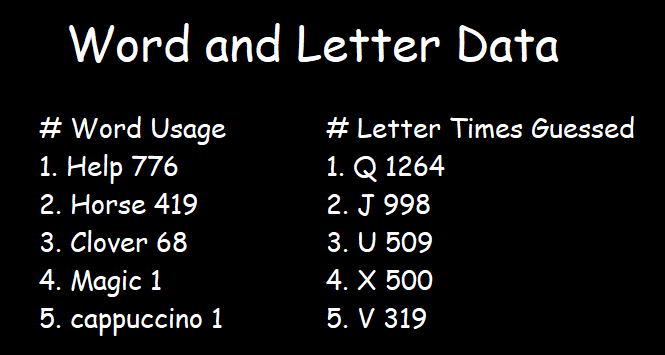 Word and Letter Data
# Word Usage
1. Help 776
2. Horse 419
3. Clover 68
4. Magic 1
5. cappuccino 1
# Letter Times Guessed
1. Q 1264
2. J 998
3. U 509
4. X 500
5. V 319